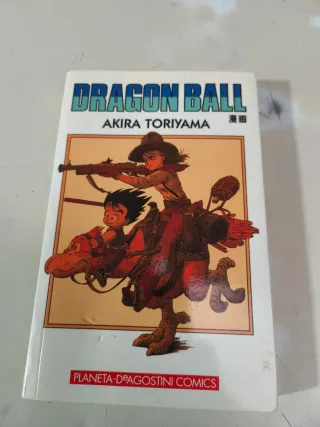 DRAGON BALL
漫画
AKIRA TORIYAMA
PLANETA-DeAGOSTINI COMICS